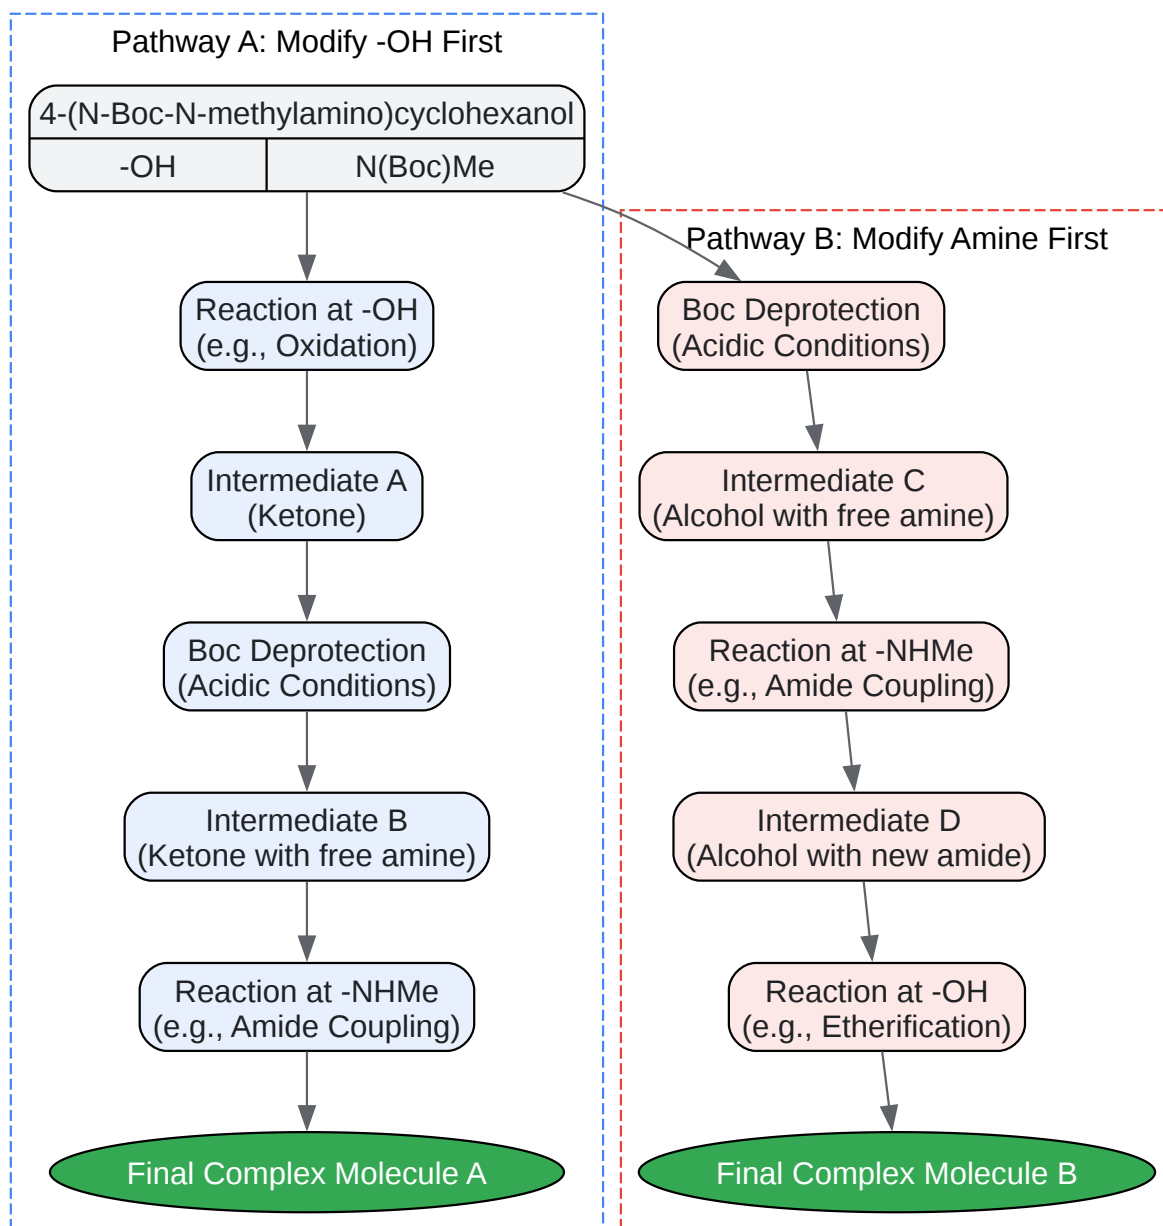 Pathway A: Modify -OH First
4-(N-Boc-N-methylamino)cyclohexanol
-OH
N(Boc)Me
Reaction at -OH
(e.g., Oxidation)
Intermediate A
(Ketone)
Boc Deprotection
(Acidic Conditions)
Intermediate B
(Ketone with free amine)
Reaction at -NHMe
(e.g., Amide Coupling)
Final Complex Molecule A
Pathway B: Modify Amine First
Boc Deprotection
(Acidic Conditions)
Intermediate C
(Alcohol with free amine)
Reaction at -NHMe
(e.g., Amide Coupling)
Intermediate D
(Alcohol with new amide)
Reaction at -OH
(e.g., Etherification)
Final Complex Molecule B